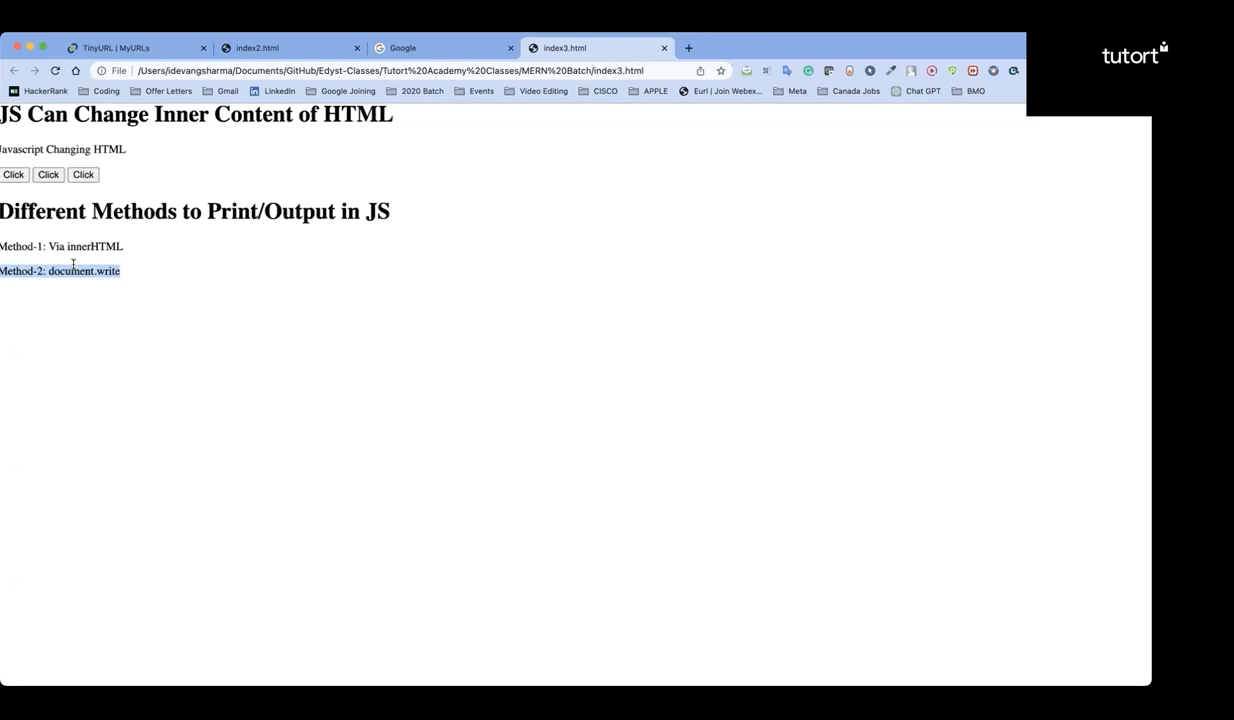 TinyURL | MyURLs
index2.html
Google
index3.html
tutort
File
/Users/idevangsharma/Documents/GitHub/Edyst-Classes/Tutort%20Academy%20Classes/MERN%20Batch/index3.html
HackerRank Coding Offer Letters Gmail LinkedIn Google Joining 2020 Batch Events Video Editing CISCO APPLE Eurl | Join Webex... Meta Canada Jobs Chat GPT BMO
JS Can Change Inner Content of HTML
Javascript Changing HTML
Click Click Click
Different Methods to Print/Output in JS
Method-1: Via innerHTML
Method-2: document.write